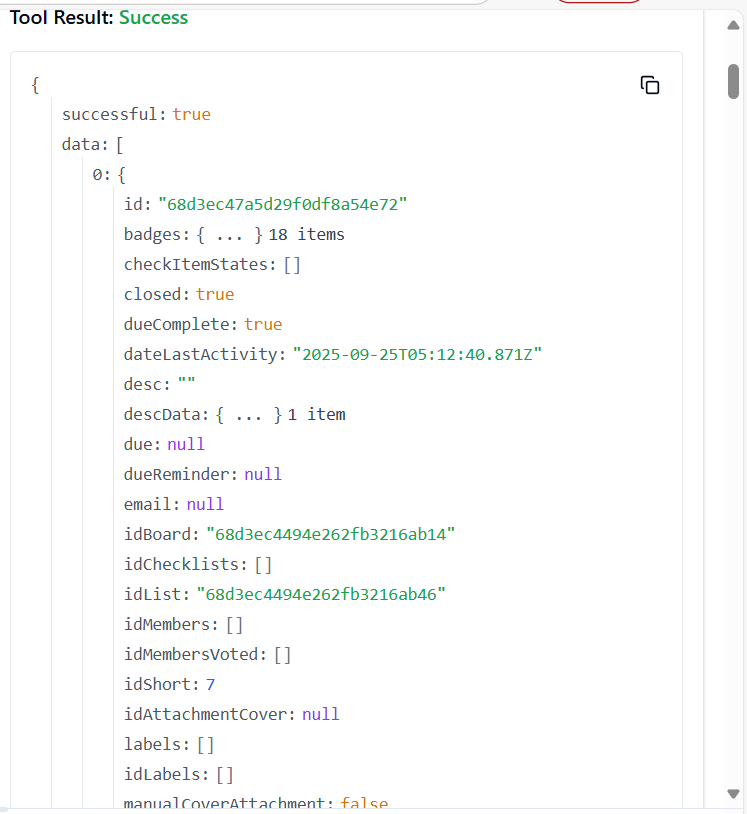 Tool Result: Success
{
successful: true
data: [
0: {
id: "68d3ec47a5d29f0df8a54e72"
badges: { ... } 18 items
checkItemStates: []
closed: true
dueComplete: true
dateLastActivity: "2025-09-25T05:12:40.871Z"
desc: ""
descData: { ... } 1 item
due: null
dueReminder: null
email: null
idBoard: "68d3ec4494e262fb3216ab14"
idChecklists: []
idList: "68d3ec4494e262fb3216ab46"
idMembers: []
idMembersVoted: []
idShort: 7
idAttachmentCover: null
labels: []
idLabels: []
manualCoverAttachment: false